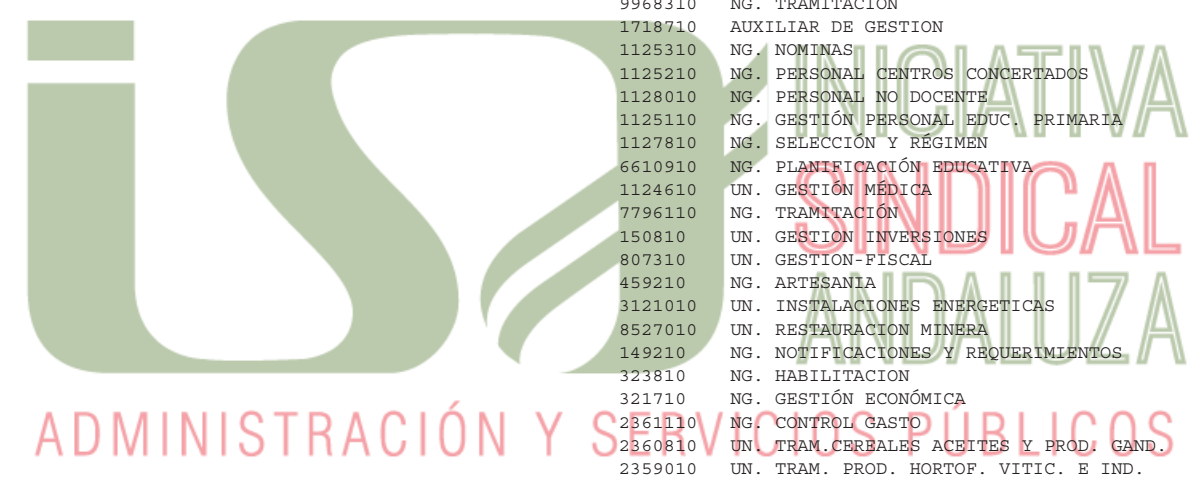 9968310 NG. TRAMITACIÓN
1718710 AUXILIAR DE GESTION
1125310 NG. NOMINAS
1125210 NG. PERSONAL CENTROS CONCERTADOS
1128010 NG. PERSONAL NO DOCENTE
1125110 NG. GESTIÓN PERSONAL EDUC. PRIMARIA
1127810 NG. SELECCIÓN Y RÉGIMEN
6610910 NG. PLANIFICACIÓN EDUCATIVA
1124610 UN. GESTIÓN MÉDICA
7796110 NG. TRAMITACIÓN
150810 UN. GESTION INVERSIONES
807310 UN. GESTION-FISCAL
459210 NG. ARTESANIA
3121010 UN. INSTALACIONES ENERGETICAS
8527010 UN. RESTAURACION MINERA
149210 NG. NOTIFICACIONES Y REQUERIMIENTOS
323810 NG. HABILITACION
321710 NG. GESTIÓN ECONÓMICA
2361110 NG. CONTROL GASTO
2360810 UN. TRAM.CEREALES ACEITES Y PROD. GAND.
2359010 UN. TRAM. PROD. HORTOF. VITIC. E IND.
isa
INICIATIVA
SINDICAL
ANDALUZA
ADMINISTRACIÓN Y SERVICIOS PÚBLICOS